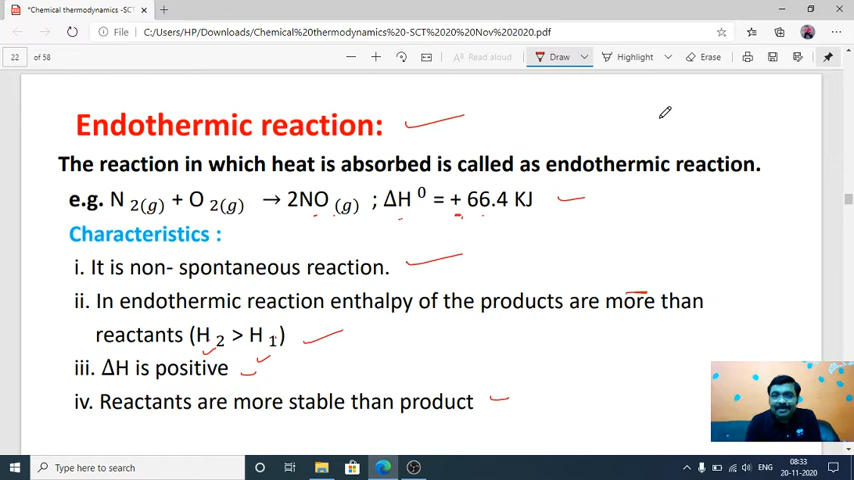 *Chemical thermodynamics -SCT
File
C:/Users/HP/Downloads/Chemical%20thermodynamics%20-SCT%2020%20Nov%202020.pdf
22 of 58
Read aloud
Draw
Highlight
Erase
Endothermic reaction:
The reaction in which heat is absorbed is called as endothermic reaction.
e.g. N 2(g) + O 2(g) → 2NO (g) ; ΔH 0 = + 66.4 KJ
Characteristics :
i. It is non- spontaneous reaction.
ii. In endothermic reaction enthalpy of the products are more than
reactants (H 2 > H 1)
iii. ΔH is positive
iv. Reactants are more stable than product
Type here to search
ENG
08:33
20-11-2020